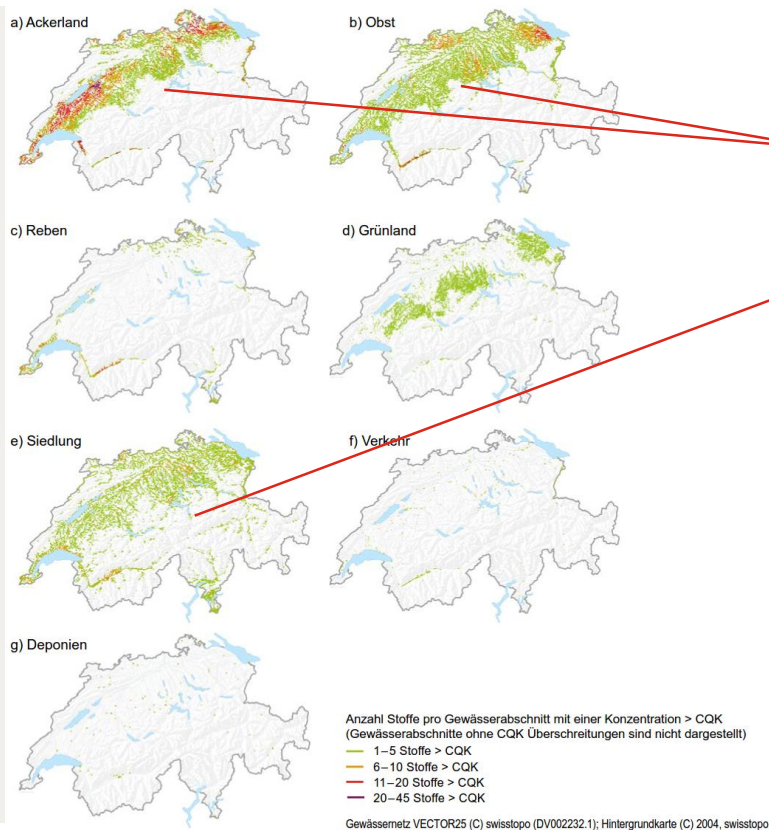 a) Ackerland
b) Obst
c) Reben
d) Grünland
e) Siedlung
f) Verkehr
g) Deponien
Anzahl Stoffe pro Gewässerabschnitt mit einer Konzentration > CQK
(Gewässerabschnitte ohne CQK Überschreitungen sind nicht dargestellt)
1–5 Stoffe > CQK
6–10 Stoffe > CQK
11–20 Stoffe > CQK
20–45 Stoffe > CQK
Gewässernetz VECTOR25 (C) swisstopo (DV002232.1); Hintergrundkarte (C) 2004, swisstopo